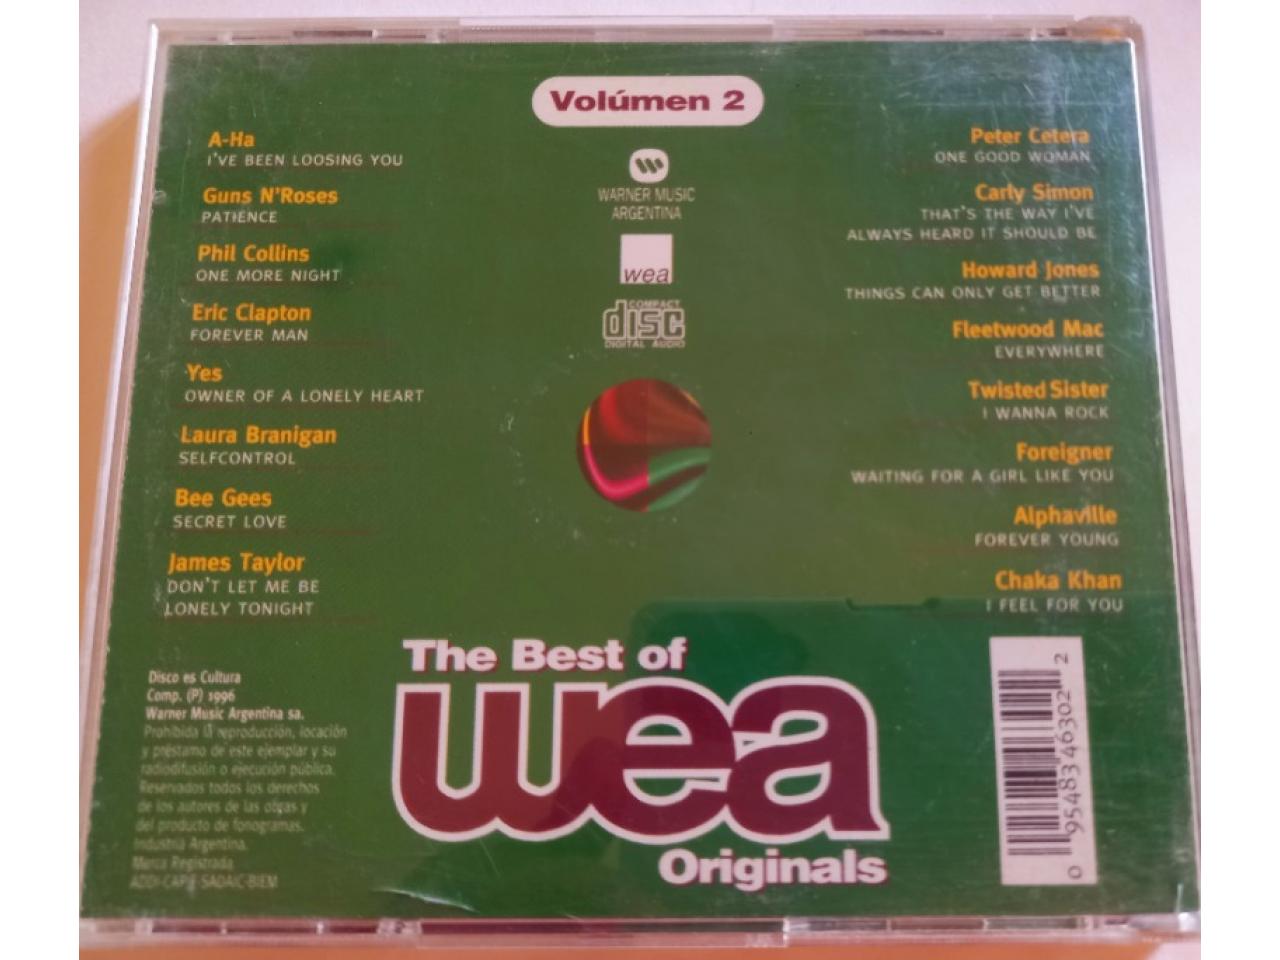 Volúmen 2
A-Ha
I'VE BEEN LOOSING YOU
Guns N'Roses
PATIENCE
Phil Collins
ONE MORE NIGHT
Eric Clapton
FOREVER MAN
Yes
OWNER OF A LONELY HEART
Laura Branigan
SELFCONTROL
Bee Gees
SECRET LOVE
James Taylor
DON'T LET ME BE
LONELY TONIGHT
WARNER MUSIC
ARGENTINA
wea
COMPACT
disc
DIGITAL AUDIO
Peter Cetera
ONE GOOD WOMAN
Carly Simon
THAT'S THE WAY I'VE
ALWAYS HEARD IT SHOULD BE
Howard Jones
THINGS CAN ONLY GET BETTER
Fleetwood Mac
EVERYWHERE
Twisted Sister
I WANNA ROCK
Foreigner
WAITING FOR A GIRL LIKE YOU
Alphaville
FOREVER YOUNG
Chaka Khan
I FEEL FOR YOU
The Best of
wea
Originals
Disco es Cultura
Comp. (P) 1996
Warner Music Argentina sa.
Prohibida la reproducción, locación
y préstamo de este ejemplar y su
radiodifusión o ejecución pública.
Reservados todos los derechos
de los autores de las obras y
del producto de fonogramas.
Industria Argentina.
Marca Registrada
ADDI-CAPIF-SADAIC-BIEM
0 95483 46302 2